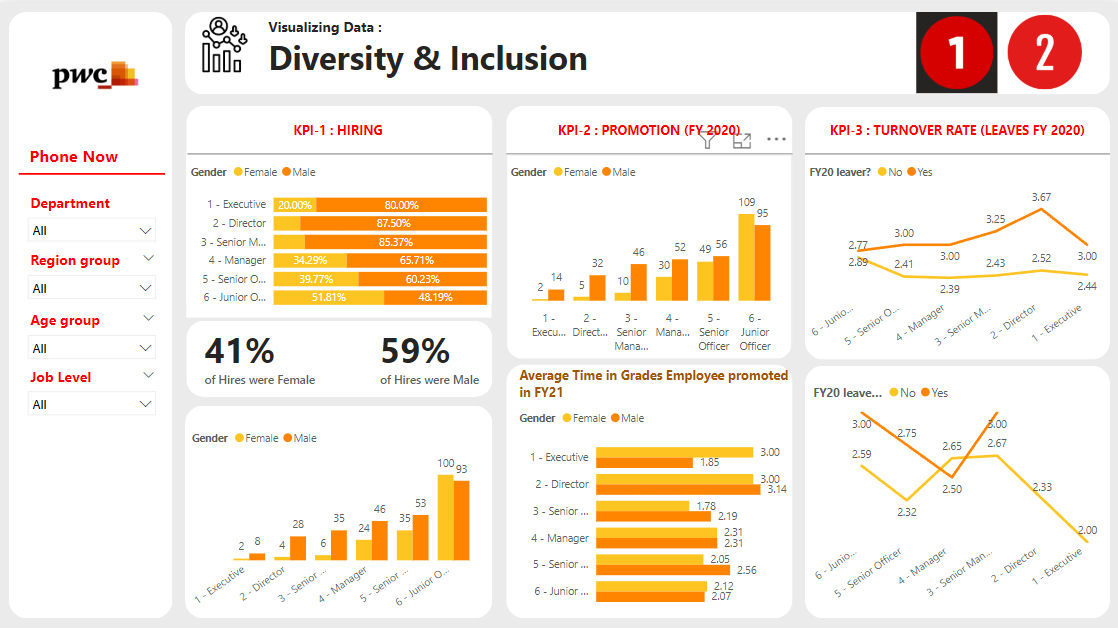 pwc
Visualizing Data :
Diversity & Inclusion
1
2
Phone Now
Department
All
Region group
All
Age group
All
Job Level
All
KPI-1 : HIRING
Gender Female Male
1 - Executive 20.00% 80.00%
2 - Director 87.50%
3 - Senior M... 85.37%
4 - Manager 34.29% 65.71%
5 - Senior O... 39.77% 60.23%
6 - Junior O... 51.81% 48.19%
41%
of Hires were Female
59%
of Hires were Male
Gender Female Male
2 8 4 28 6 35 24 46 35 53 100 93
1 - Executive
2 - Director
3 - Senior ...
4 - Manager
5 - Senior ...
6 - Junior O...
KPI-2 : PROMOTION (FY 2020)
Gender Female Male
2 14 5 32 10 46 30 52 49 56 109 95
1 -
Execu...
2 -
Direct...
3 -
Senior
Mana...
4 -
Mana...
5 -
Senior
Officer
6 -
Junior
Officer
Average Time in Grades Employee promoted
in FY21
Gender Female Male
1 - Executive 3.00
1.85
2 - Director 3.00
3.14
3 - Senior ... 1.78
2.19
4 - Manager 2.31
2.31
5 - Senior ... 2.05
2.56
6 - Junior ... 2.12
2.07
KPI-3 : TURNOVER RATE (LEAVES FY 2020)
FY20 leaver? No Yes
2.77 3.00 3.00 3.25 3.67 3.00
2.89 2.41 2.39 2.43 2.52 2.44
6 - Junio...
5 - Senior O...
4 - Manager
3 - Senior M...
2 - Director
1 - Executive
FY20 leave... No Yes
3.00 2.75 2.50 3.00
2.59 2.32 2.65 2.67 2.33 2.00
6 - Junio...
5 - Senior Officer
4 - Manager
3 - Senior Man...
2 - Director
1 - Executive